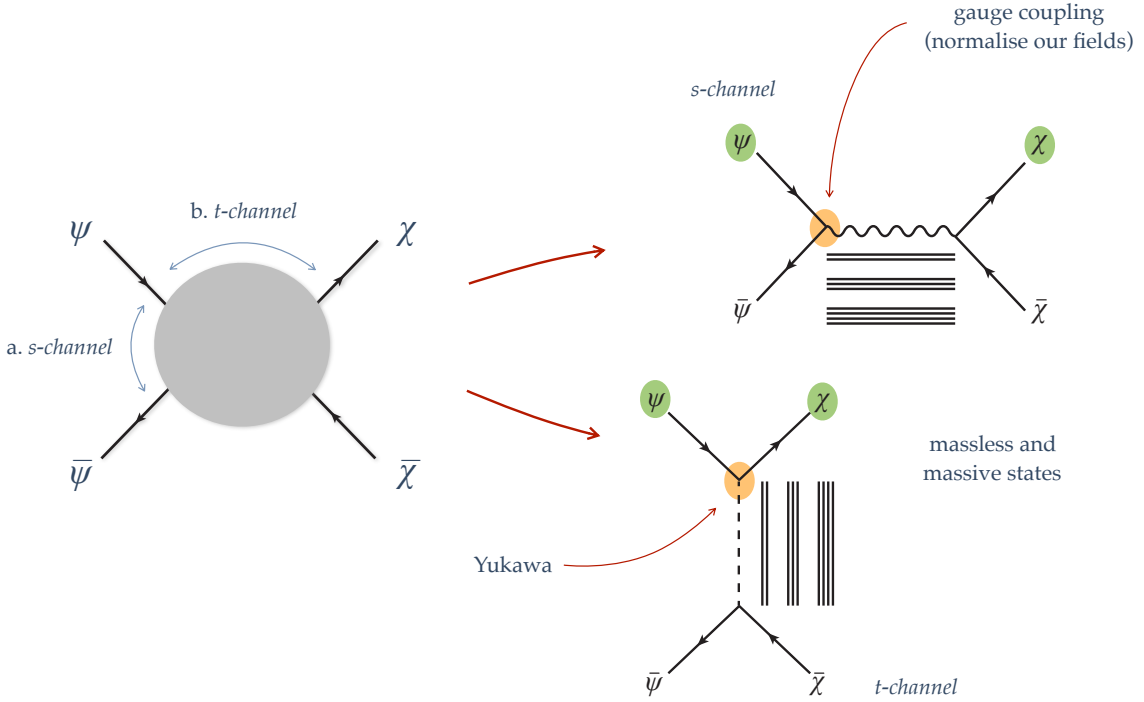 gauge coupling
(normalise our fields)
s-channel
ψ
χ
b. t-channel
ψ
χ
a. s-channel
ψ̄
χ̄
ψ̄
χ̄
ψ
χ
massless and
massive states
Yukawa
ψ̄
χ̄
t-channel